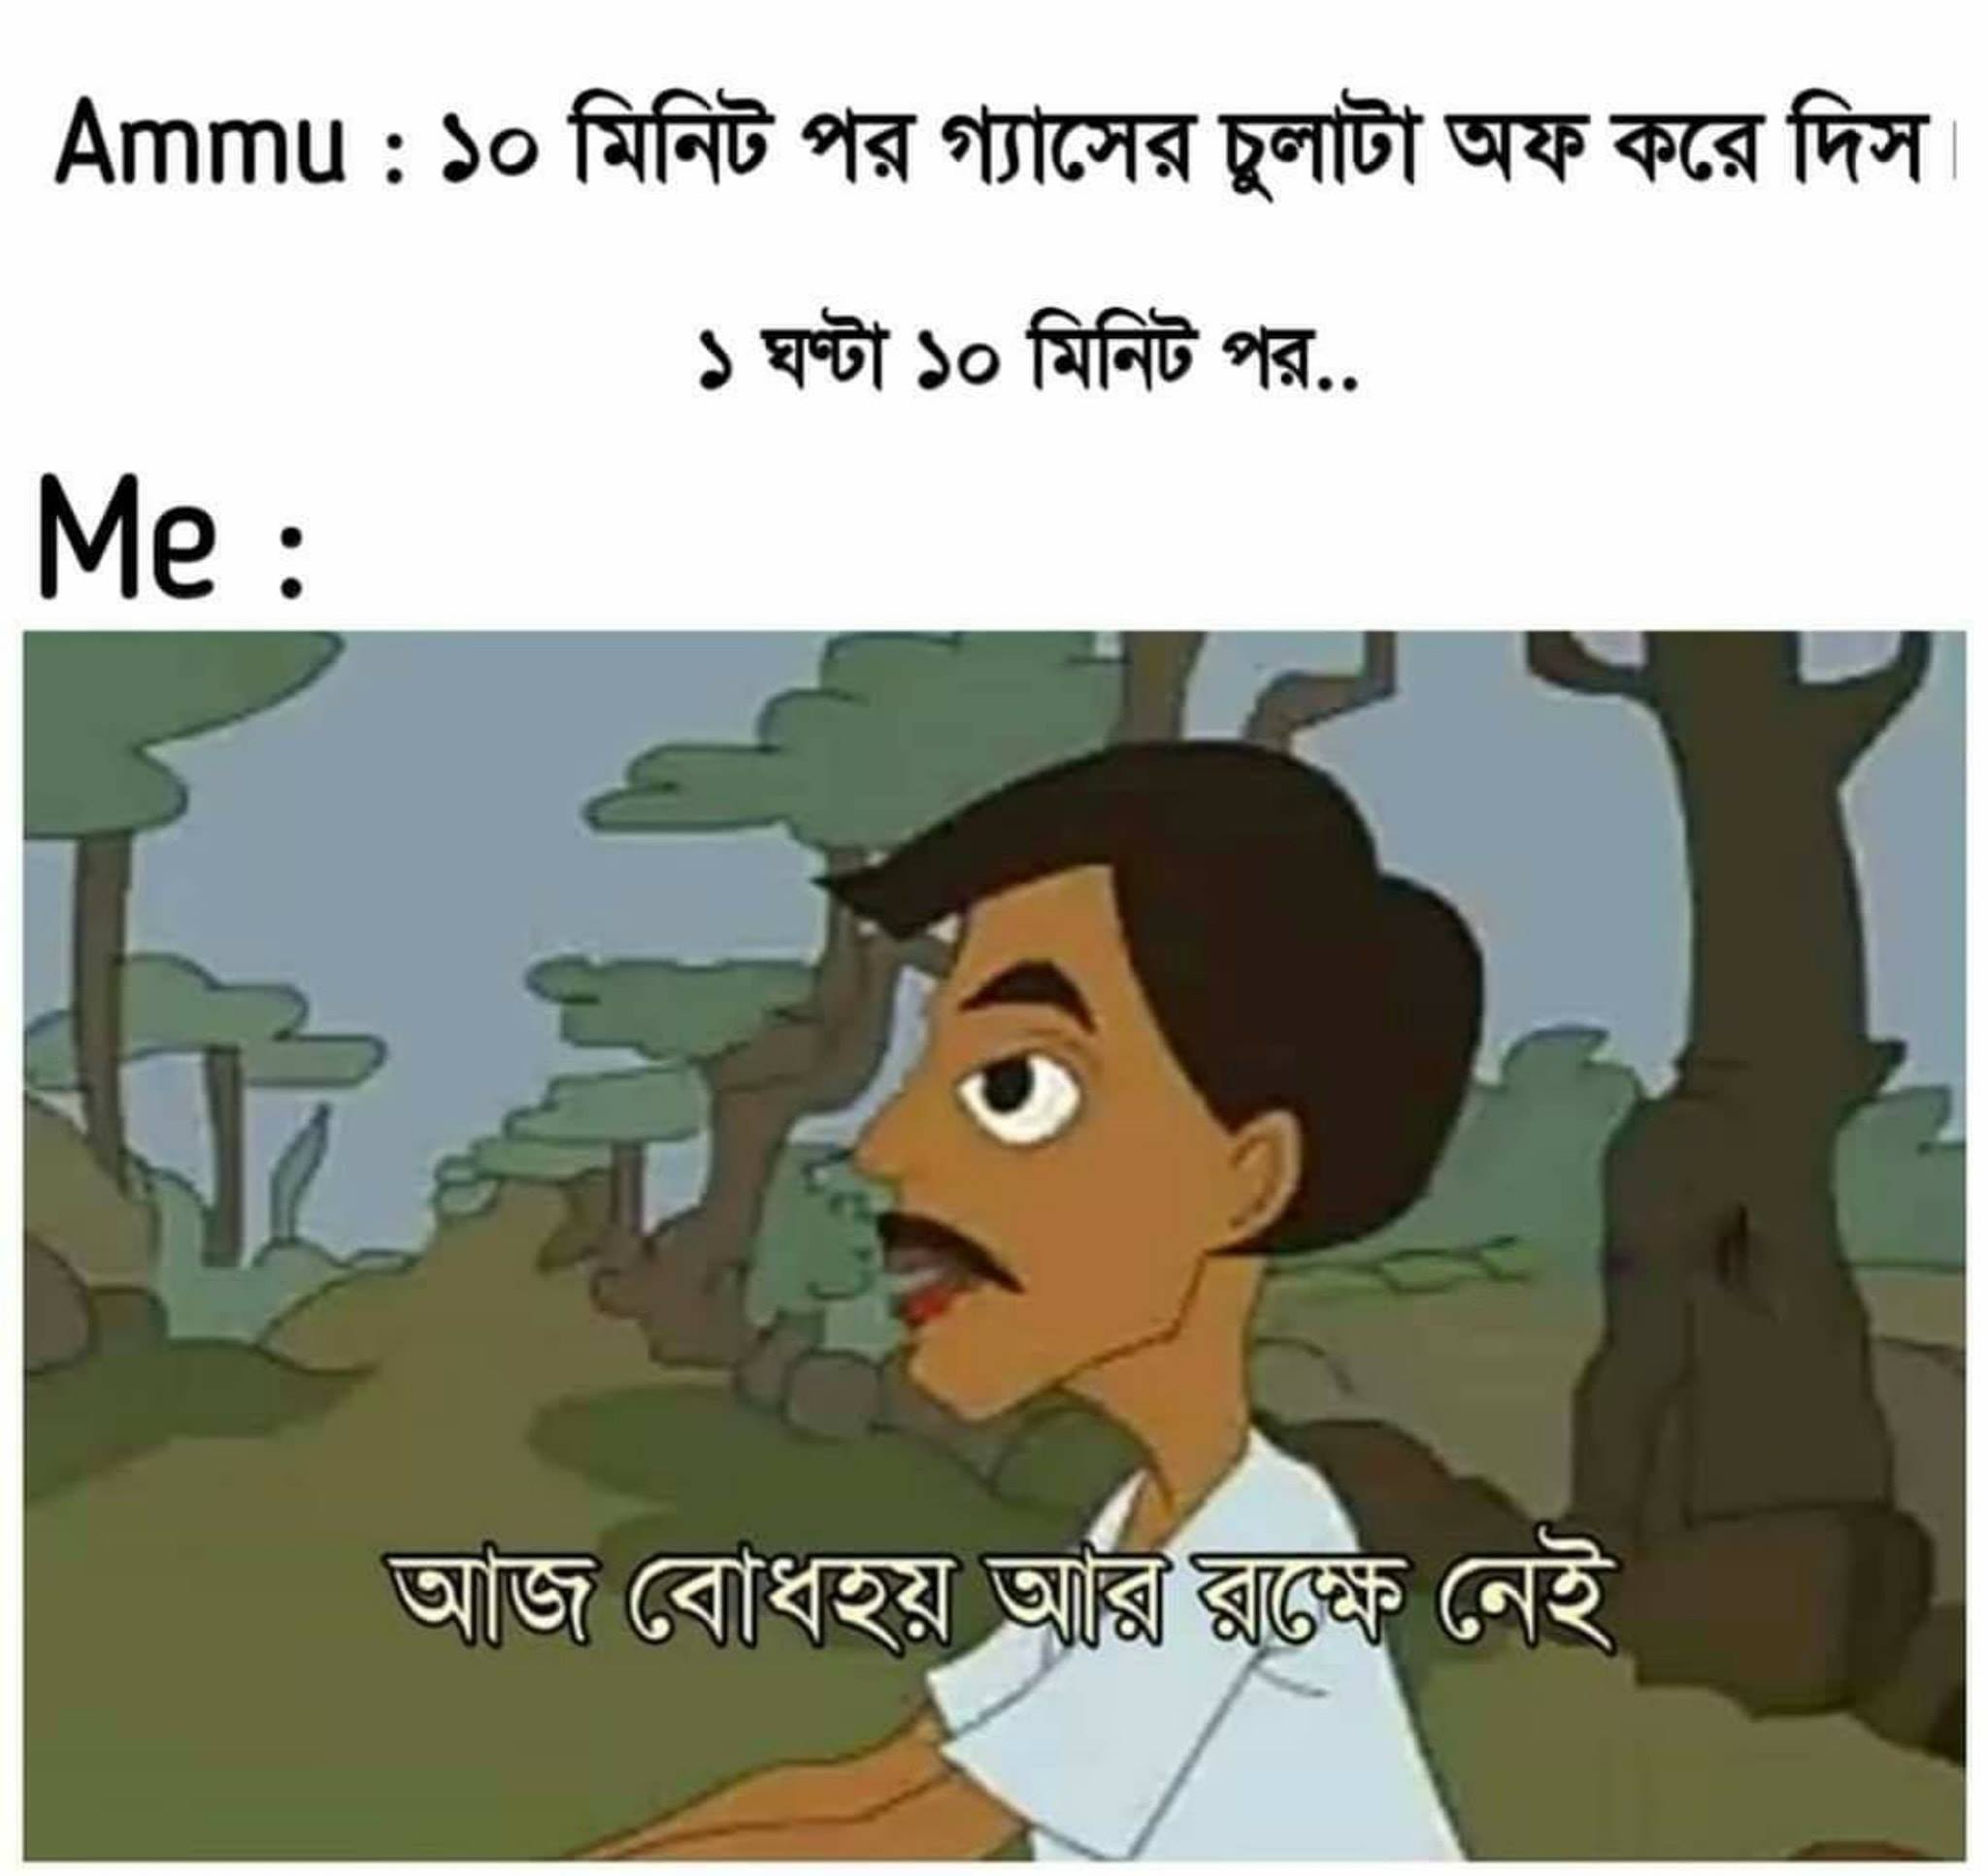 Ammu : ১০ মিনিট পর গ্যাসের চুলাটা অফ করে দিস।
১ ঘণ্টা ১০ মিনিট পর..
Me :
আজ বোধহয় আর রক্ষে নেই